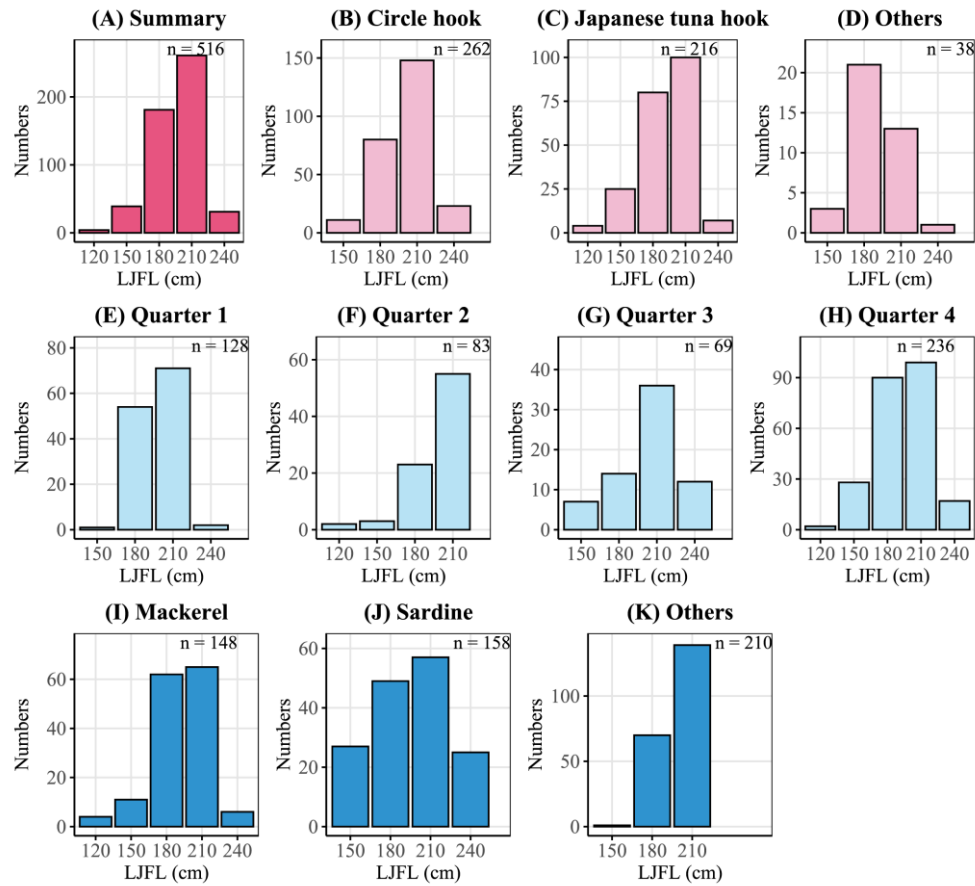 (A) Summary
n = 516
Numbers
200
100
0
120 150 180 210 240
LJFL (cm)
(B) Circle hook
n = 262
Numbers
150
100
50
0
150 180 210 240
LJFL (cm)
(C) Japanese tuna hook
n = 216
Numbers
100
75
50
25
0
120 150 180 210 240
LJFL (cm)
(D) Others
n = 38
Numbers
20
15
10
5
0
150 180 210 240
LJFL (cm)
(E) Quarter 1
n = 128
Numbers
80
60
40
20
0
150 180 210 240
LJFL (cm)
(F) Quarter 2
n = 83
Numbers
60
40
20
0
120 150 180 210
LJFL (cm)
(G) Quarter 3
n = 69
Numbers
40
30
20
10
0
150 180 210 240
LJFL (cm)
(H) Quarter 4
n = 236
Numbers
90
60
30
0
120 150 180 210 240
LJFL (cm)
(I) Mackerel
n = 148
Numbers
60
40
20
0
120 150 180 210 240
LJFL (cm)
(J) Sardine
n = 158
Numbers
60
40
20
0
150 180 210 240
LJFL (cm)
(K) Others
n = 210
Numbers
100
50
0
150 180 210
LJFL (cm)